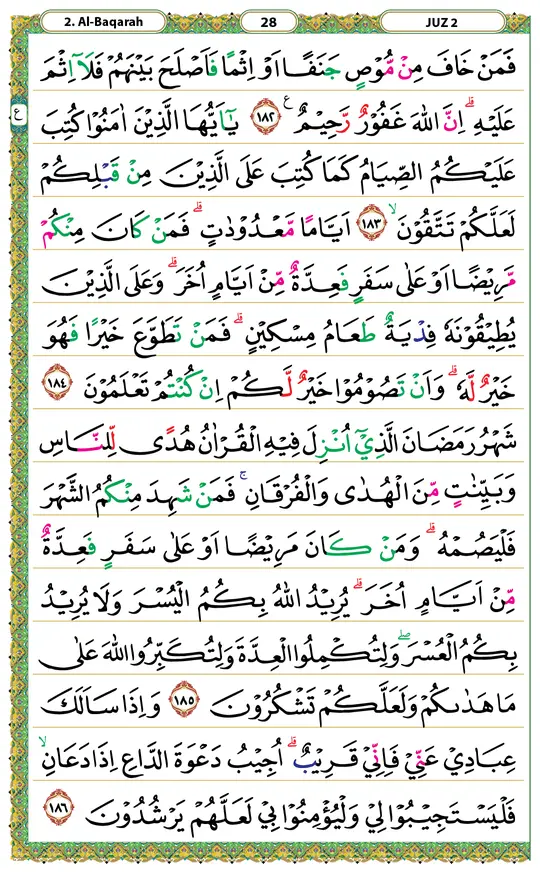 2. Al-Baqarah 28 JUZ 2
فَمَنْ خَافَ مِنْ مُّوْصٍ جَنَفًا اَوْ اِثْمًا فَاَصْلَحَ بَيْنَهُمْ فَلَآ اِثْمَ
عَلَيْهِ ۗ اِنَّ اللّٰهَ غَفُوْرٌ رَّحِيْمٌ ࣖ ١٨٢ يٰٓاَيُّهَا الَّذِيْنَ اٰمَنُوْا كُتِبَ
ع
عَلَيْكُمُ الصِّيَامُ كَمَا كُتِبَ عَلَى الَّذِيْنَ مِنْ قَبْلِكُمْ
لَعَلَّكُمْ تَتَّقُوْنَ ۙ ١٨٣ اَيَّامًا مَّعْدُوْدٰتٍ ۗ فَمَنْ كَانَ مِنْكُمْ
مَّرِيْضًا اَوْ عَلٰى سَفَرٍ فَعِدَّةٌ مِّنْ اَيَّامٍ اُخَرَ ۗ وَعَلَى الَّذِيْنَ
يُطِيْقُوْنَهٗ فِدْيَةٌ طَعَامُ مِسْكِيْنٍ ۗ فَمَنْ تَطَوَّعَ خَيْرًا فَهُوَ
خَيْرٌ لَّهٗ ۗ وَاَنْ تَصُوْمُوْا خَيْرٌ لَّكُمْ اِنْ كُنْتُمْ تَعْلَمُوْنَ ١٨٤
شَهْرُ رَمَضَانَ الَّذِيْٓ اُنْزِلَ فِيْهِ الْقُرْاٰنُ هُدًى لِّلنَّاسِ
وَبَيِّنٰتٍ مِّنَ الْهُدٰى وَالْفُرْقَانِ ۚ فَمَنْ شَهِدَ مِنْكُمُ الشَّهْرَ
فَلْيَصُمْهُ ۗ وَمَنْ كَانَ مَرِيْضًا اَوْ عَلٰى سَفَرٍ فَعِدَّةٌ
مِّنْ اَيَّامٍ اُخَرَ ۗ يُرِيْدُ اللّٰهُ بِكُمُ الْيُسْرَ وَلَا يُرِيْدُ
بِكُمُ الْعُسْرَ ۖ وَلِتُكْمِلُوا الْعِدَّةَ وَلِتُكَبِّرُوا اللّٰهَ عَلٰى
مَا هَدٰىكُمْ وَلَعَلَّكُمْ تَشْكُرُوْنَ ١٨٥ وَاِذَا سَاَلَكَ
عِبَادِيْ عَنِّيْ فَاِنِّيْ قَرِيْبٌ ۗ اُجِيْبُ دَعْوَةَ الدَّاعِ اِذَا دَعَانِ ۙ
فَلْيَسْتَجِيْبُوْا لِيْ وَلْيُؤْمِنُوْا بِيْ لَعَلَّهُمْ يَرْشُدُوْنَ ١٨٦